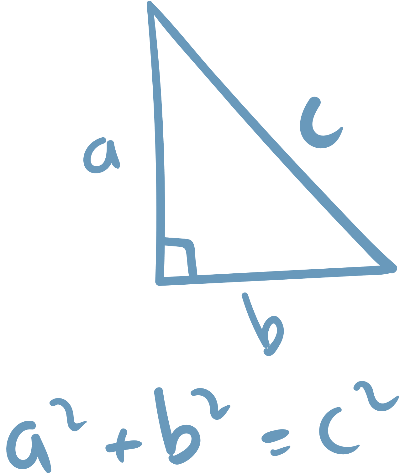 a
c
b
a² + b² = c²